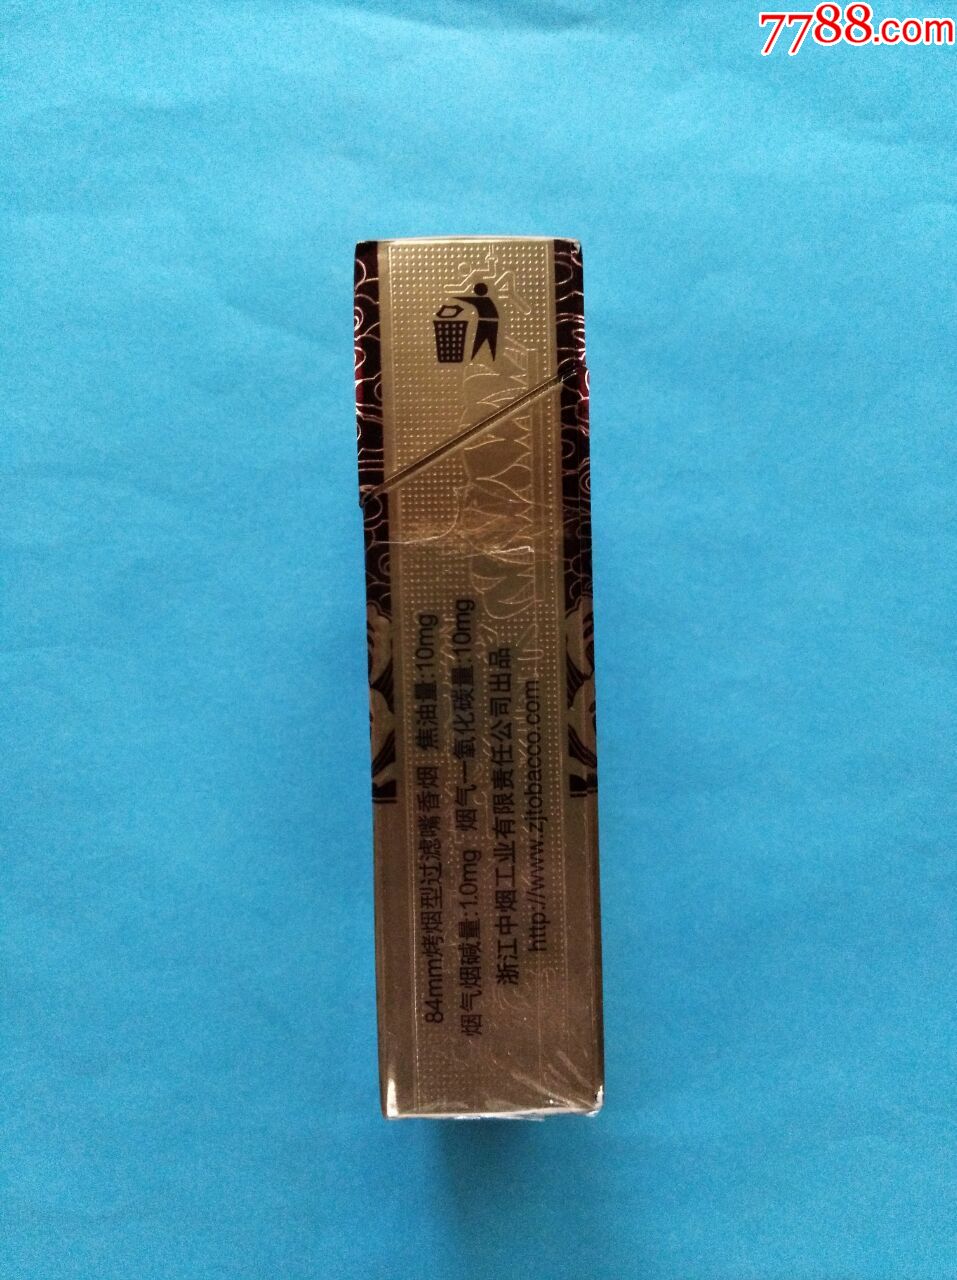 7788.com
84mm烤烟型过滤嘴香烟 焦油量:10mg
烟气烟碱量:1.0mg 烟气一氧化碳量:10mg
浙江中烟工业有限责任公司出品
http://www.zjtobacco.com